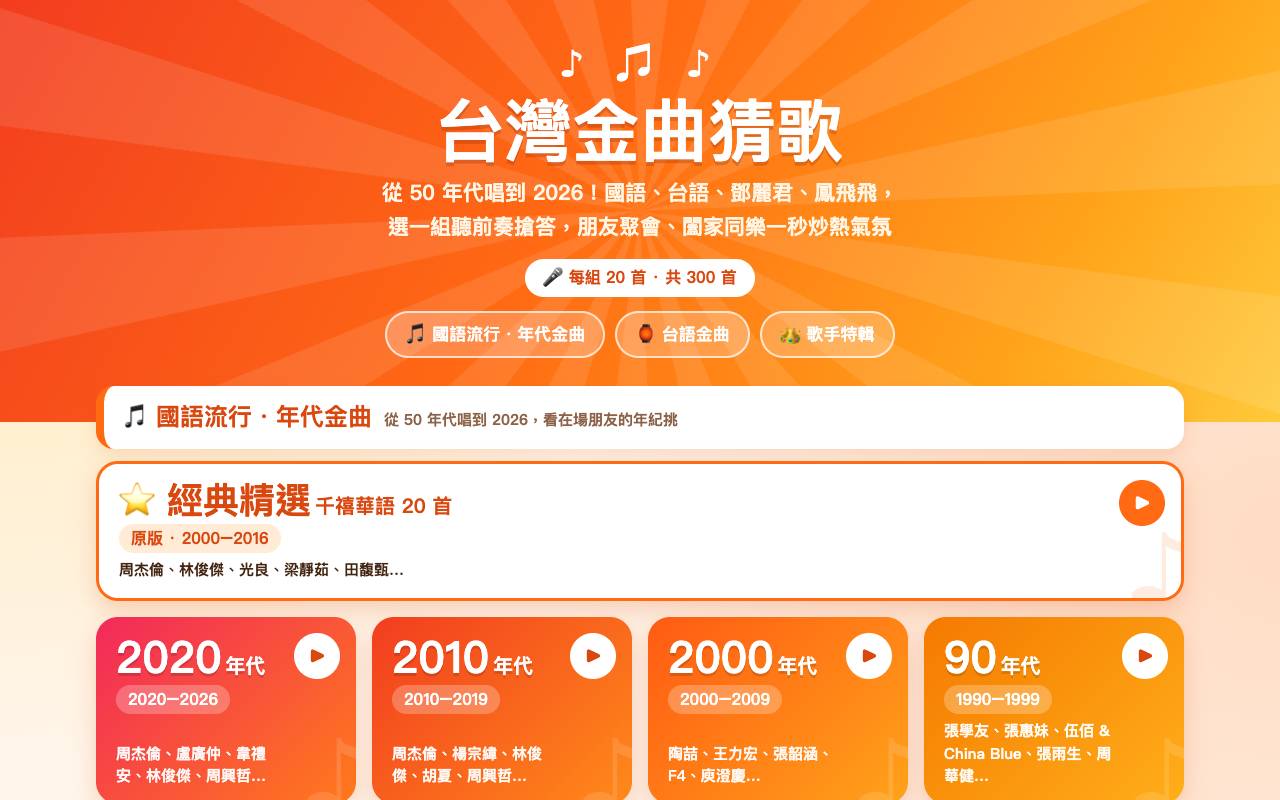 台灣金曲猜歌
從 50 年代唱到 2026！國語、台語、鄧麗君、鳳飛飛，
選一組聽前奏搶答，朋友聚會、闔家同樂一秒炒熱氣氛
🎤 每組 20 首 · 共 300 首
🎵 國語流行 · 年代金曲
🏮 台語金曲
👑 歌手特輯
🎵 國語流行 · 年代金曲 從 50 年代唱到 2026，看在場朋友的年紀挑
⭐ 經典精選 千禧華語 20 首
原版 · 2000—2016
周杰倫、林俊傑、光良、梁靜茹、田馥甄…
2020 年代
2020—2026
周杰倫、盧廣仲、韋禮
安、林俊傑、周興哲…
2010 年代
2010—2019
周杰倫、楊宗緯、林俊
傑、胡夏、周興哲…
2000 年代
2000—2009
陶喆、王力宏、張韶涵、
F4、庾澄慶…
90 年代
1990—1999
張學友、張惠妹、伍佰 &
China Blue、張雨生、周
華健…